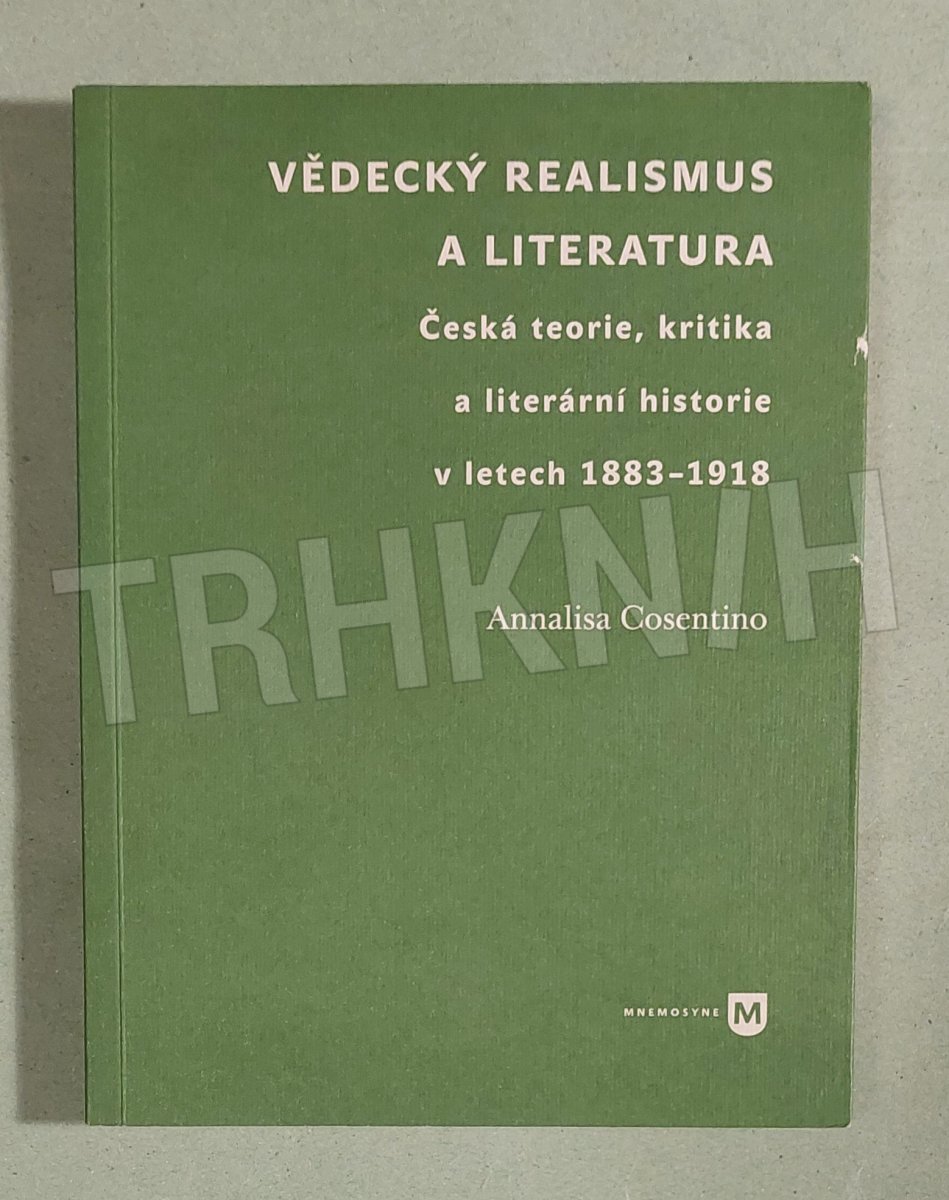 VĚDECKÝ REALISMUS
A LITERATURA
Česká teorie, kritika
a literární historie
v letech 1883–1918
TRHKNIH
Annalisa Cosentino
MNEMOSYNE M